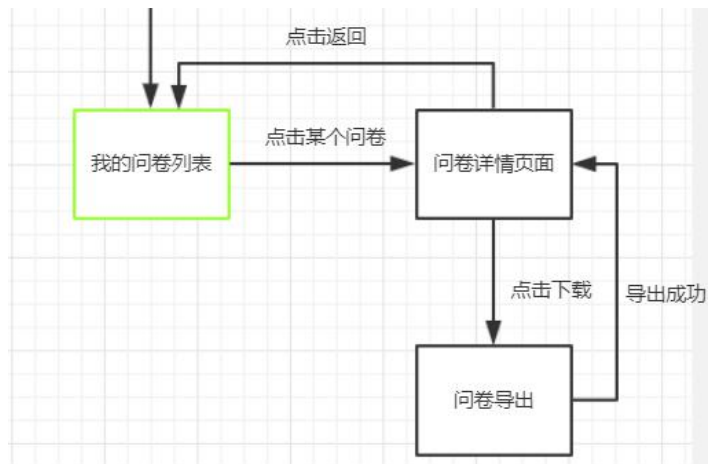 点击返回
我的问卷列表
点击某个问卷
问卷详情页面
点击下载
导出成功
问卷导出